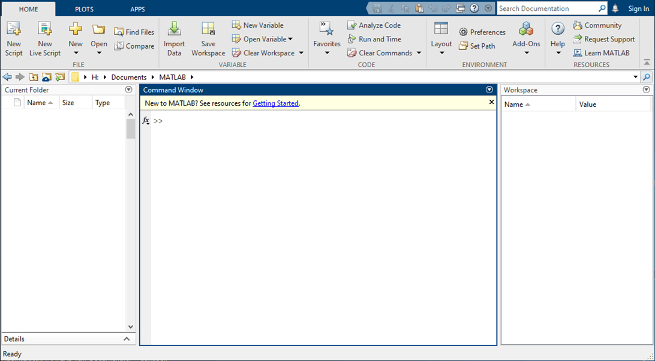 HOME PLOTS APPS Search Documentation Sign In
New Script
New Live Script
New
Open
Find Files
Compare
FILE
Import Data
Save Workspace
New Variable
Open Variable
Clear Workspace
VARIABLE
Favorites
Analyze Code
Run and Time
Clear Commands
CODE
Layout
Preferences
Set Path
ENVIRONMENT
Add-Ons
Help
Community
Request Support
Learn MATLAB
RESOURCES
H: Documents MATLAB
Current Folder
Name Size Type
Details
Command Window
New to MATLAB? See resources for Getting Started.
fx >>
Workspace
Name Value
Ready